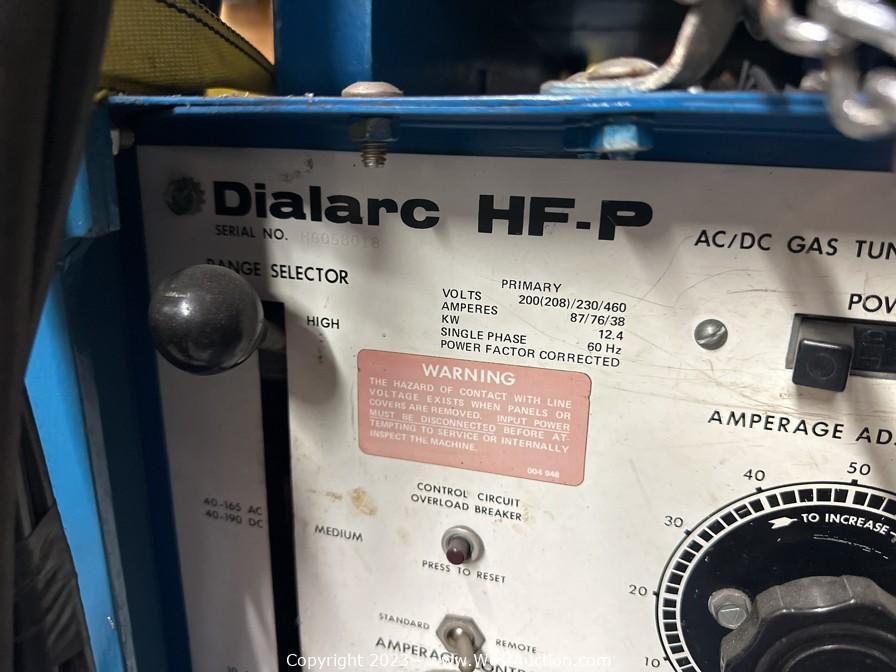 Dialarc HF-P
SERIAL NO. H6058018
RANGE SELECTOR
HIGH
AC/DC GAS
PRIMARY
VOLTS 200(208)/230/460
AMPERES 87/76/38
KW 12.4
SINGLE PHASE 60 Hz
POWER FACTOR CORRECTED
WARNING
THE HAZARD OF CONTACT WITH LINE
VOLTAGE EXISTS WHEN PANELS OR
COVERS ARE REMOVED. INPUT POWER
MUST BE DISCONNECTED BEFORE AT-
TEMPTING TO SERVICE OR INTERNALLY
INSPECT THE MACHINE.
004 948
AMPERAGE
50
40
30
20
10
TO INCREASE
CONTROL CIRCUIT
OVERLOAD BREAKER
PRESS TO RESET
40-165 AC
40-190 DC
MEDIUM
STANDARD
REMOTE
AMPERAGE
Copyright 2023